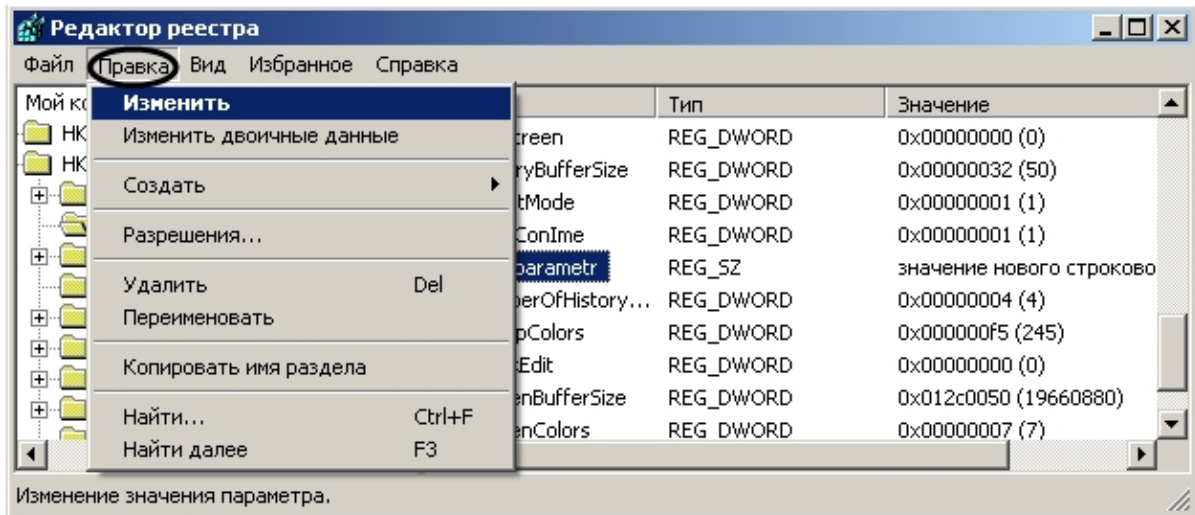 Редактор реестра
Файл Правка Вид Избранное Справка
Мой Тип Значение
Изменить
Изменить двоичные данные
Создать
Разрешения...
Удалить Del
Переименовать
Копировать имя раздела
Найти... Ctrl+F
Найти далее F3
HK
HK
creen REG_DWORD 0x00000000 (0)
ryBufferSize REG_DWORD 0x00000032 (50)
tMode REG_DWORD 0x00000001 (1)
ConIme REG_DWORD 0x00000001 (1)
parametr REG_SZ значение нового строково
berOfHistory... REG_DWORD 0x00000004 (4)
pColors REG_DWORD 0x000000f5 (245)
kEdit REG_DWORD 0x00000000 (0)
enBufferSize REG_DWORD 0x012c0050 (19660880)
enColors REG_DWORD 0x00000007 (7)
Изменение значения параметра.